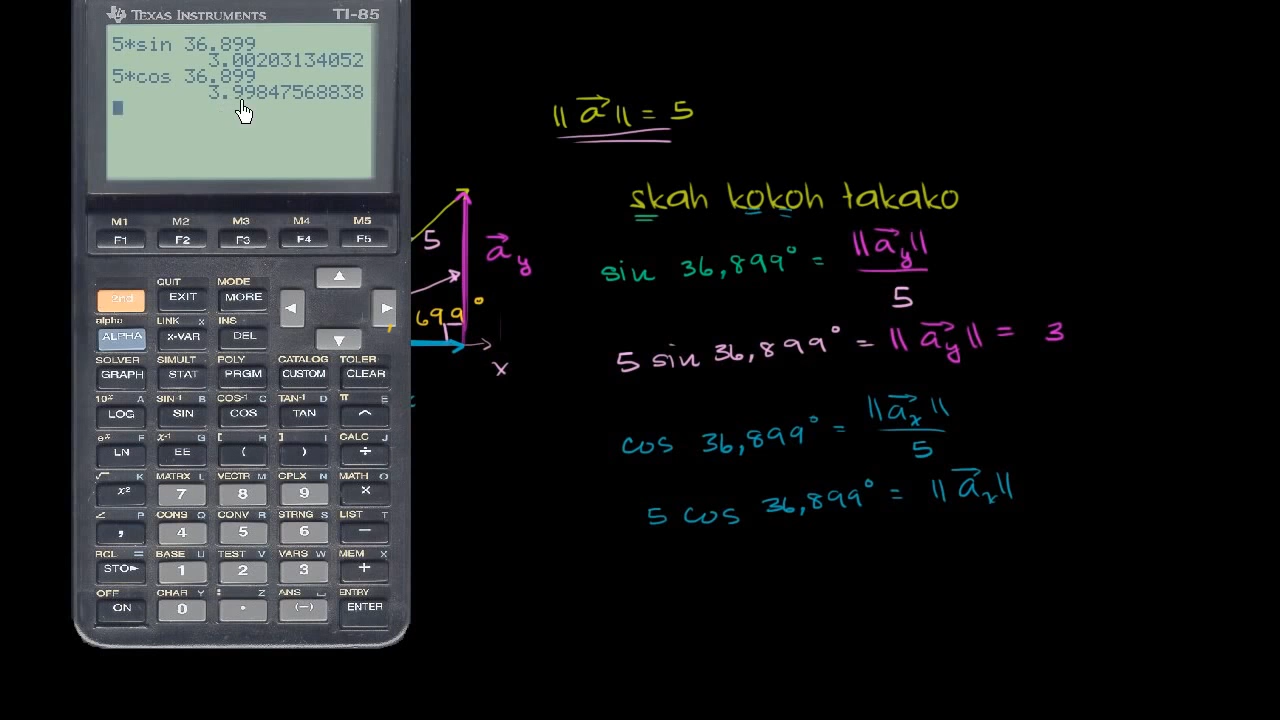 TEXAS INSTRUMENTS TI-85
5*sin 36.899
3.00203134052
5*cos 36.899
3.99847568838
M1 M2 M3 M4 M5
F1 F2 F3 F4 F5
QUIT MODE
2nd EXIT MORE
alpha LINK x INS
ALPHA x-VAR DEL
SOLVER SIMULT POLY CATALOG TOLER
GRAPH STAT PRGM CUSTOM CLEAR
10ˣ A SIN⁻¹ B COS⁻¹ C TAN⁻¹ D π E
LOG SIN COS TAN ^
eˣ F x⁻¹ G [ H ] I CALC J
LN EE ( ) ÷
√ K MATRX L VECTR M CPLX N MATH O
x² 7 8 9 ×
∠ P CONS Q CONV R STRNG S LIST T
, 4 5 6 −
RCL = BASE U TEST V VARS W MEM X
STO▸ 1 2 3 +
OFF CHAR Y : Z ANS ␣ ENTRY
ON 0 . (−) ENTER
5
a⃗y
699°
x
‖a⃗‖ = 5
skah kokoh takako
sin 36,899° = ‖a⃗y‖ / 5
5 sin 36,899° = ‖a⃗y‖ = 3
cos 36,899° = ‖a⃗x‖ / 5
5 cos 36,899° = ‖a⃗x‖